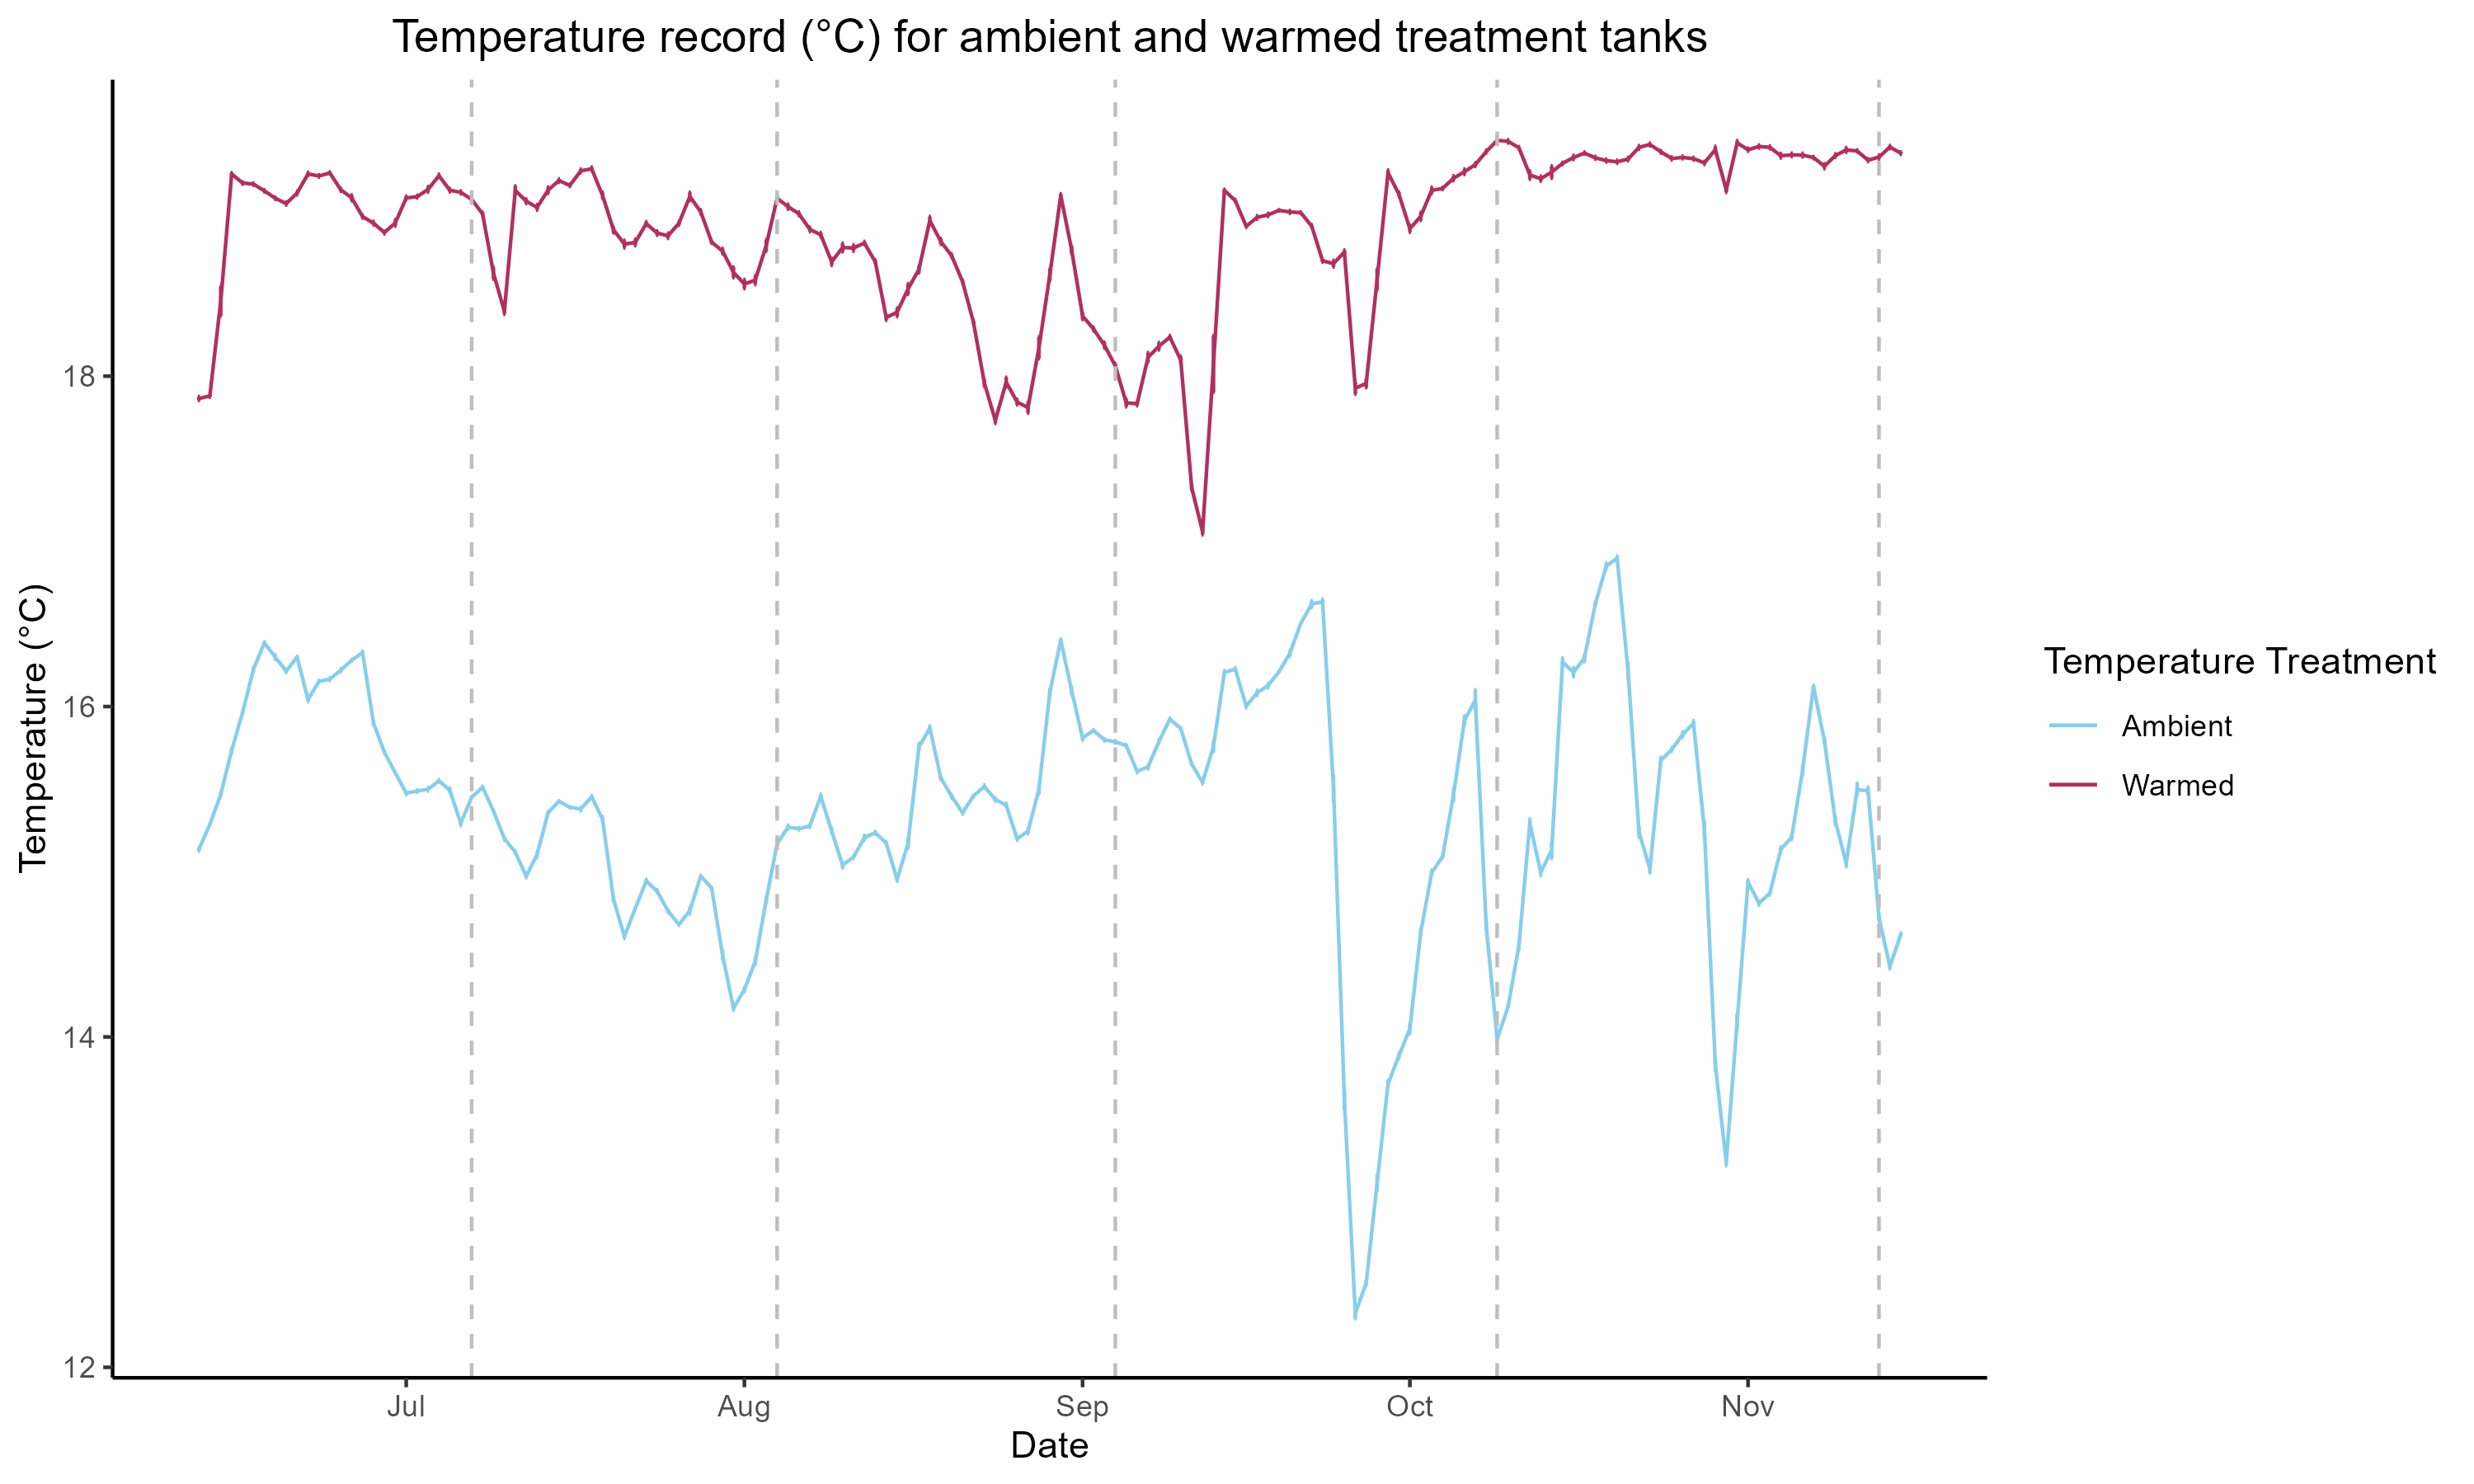 Temperature record (°C) for ambient and warmed treatment tanks
Temperature (°C)
18
16
14
12
Jul
Aug
Sep
Oct
Nov
Date
Temperature Treatment
Ambient
Warmed